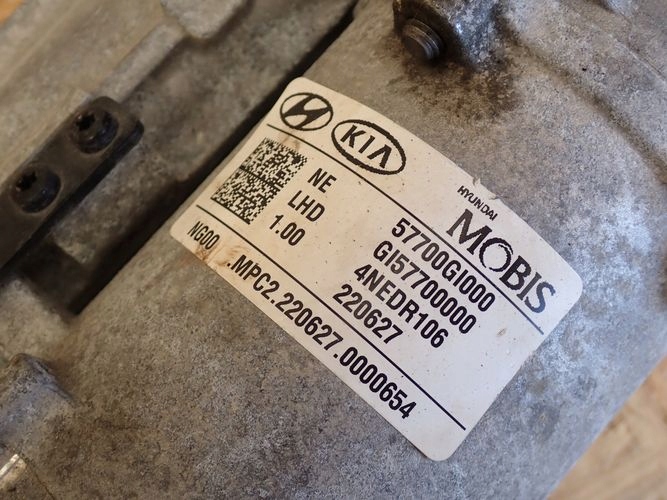 KIA
HYUNDAI
MOBIS
NE
LHD
1.00
57700GI000
GI57700000
4NEDR106
220627
NG00 .MPC2.220627.0000654